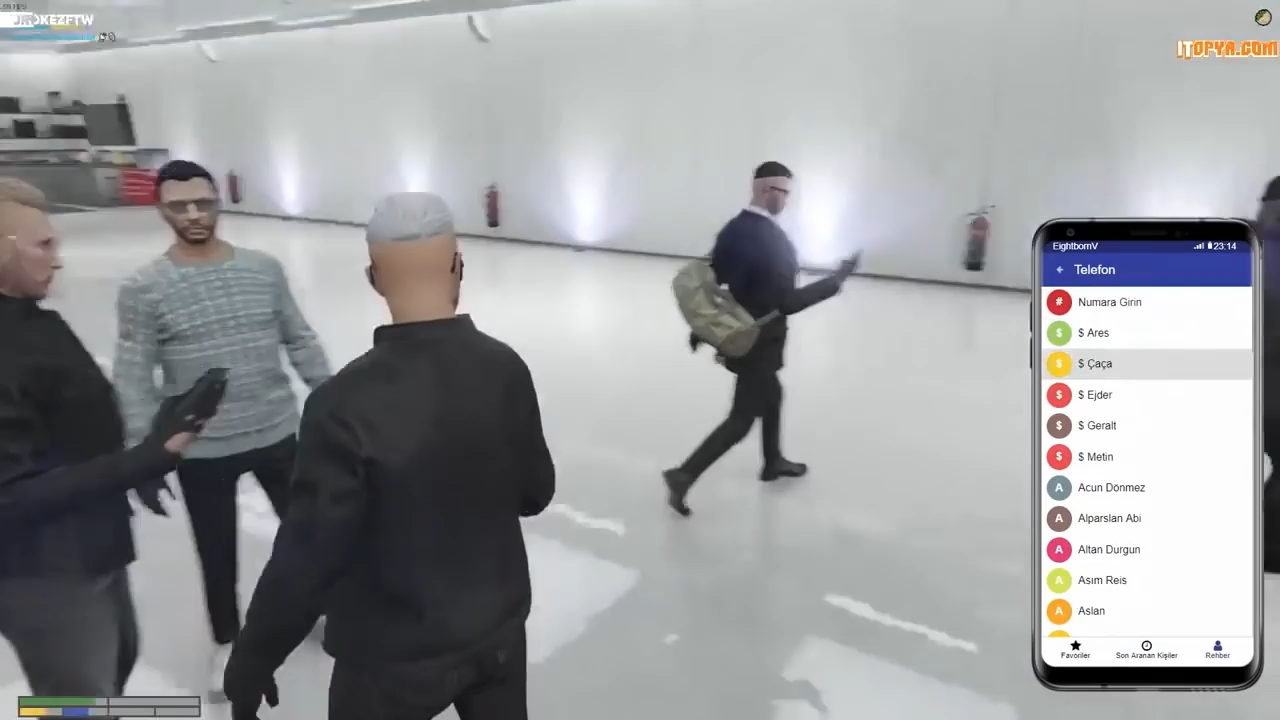 ITOPYA.COM
EightbornV
23:14
Telefon
# Numara Girin
$ $ Ares
$ $ Çaça
$ $ Ejder
$ $ Geralt
$ $ Metin
A Acun Dönmez
A Alparslan Abi
A Altan Durgun
A Asım Reis
A Aslan
Favoriler
Son Aranan Kişiler
Rehber